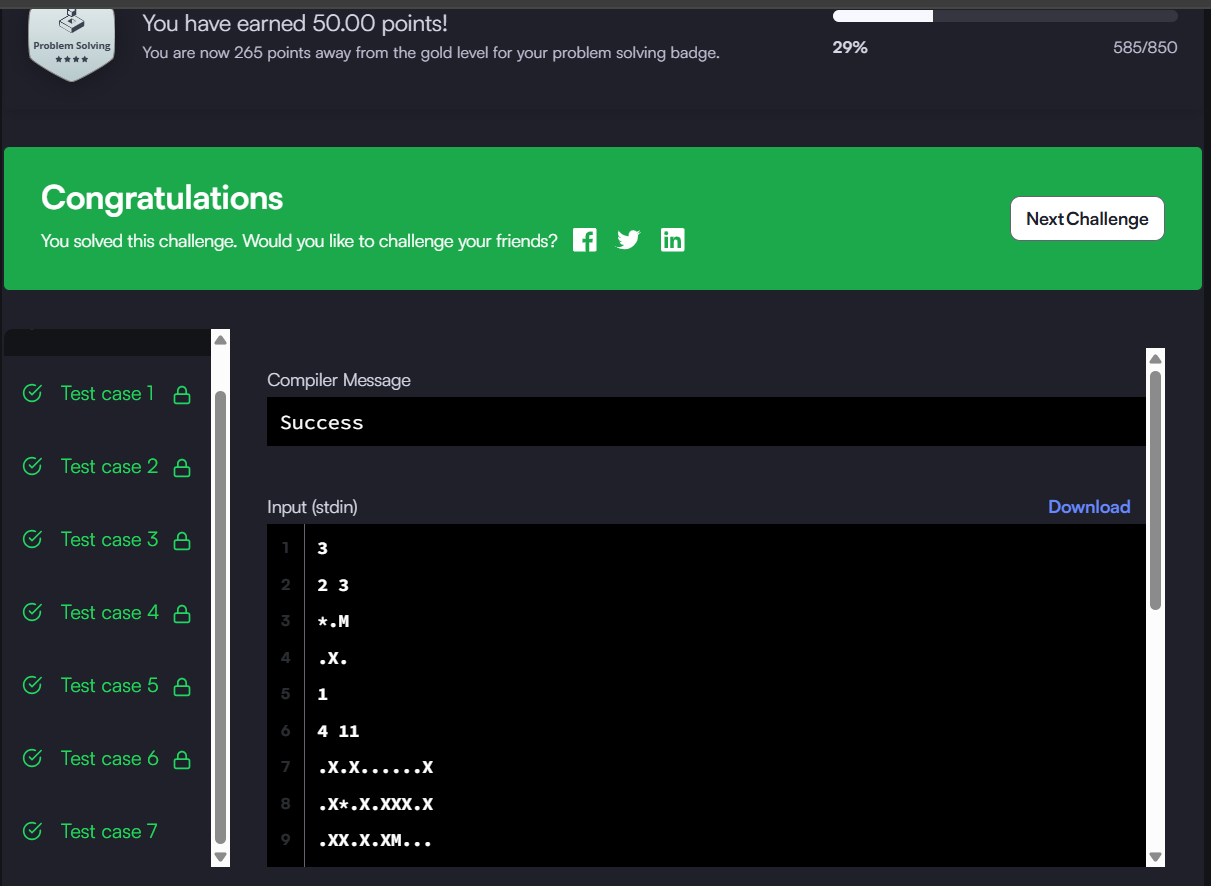 You have earned 50.00 points!
Problem Solving
You are now 265 points away from the gold level for your problem solving badge.
29%
585/850
Congratulations
You solved this challenge. Would you like to challenge your friends?
Next Challenge
Test case 1
Test case 2
Test case 3
Test case 4
Test case 5
Test case 6
Test case 7
Compiler Message
Success
Input (stdin)
Download
1 3
2 2 3
3 *.M
4 .X.
5 1
6 4 11
7 .X.X......X
8 .X*.X.XXX.X
9 .XX.X.XM...